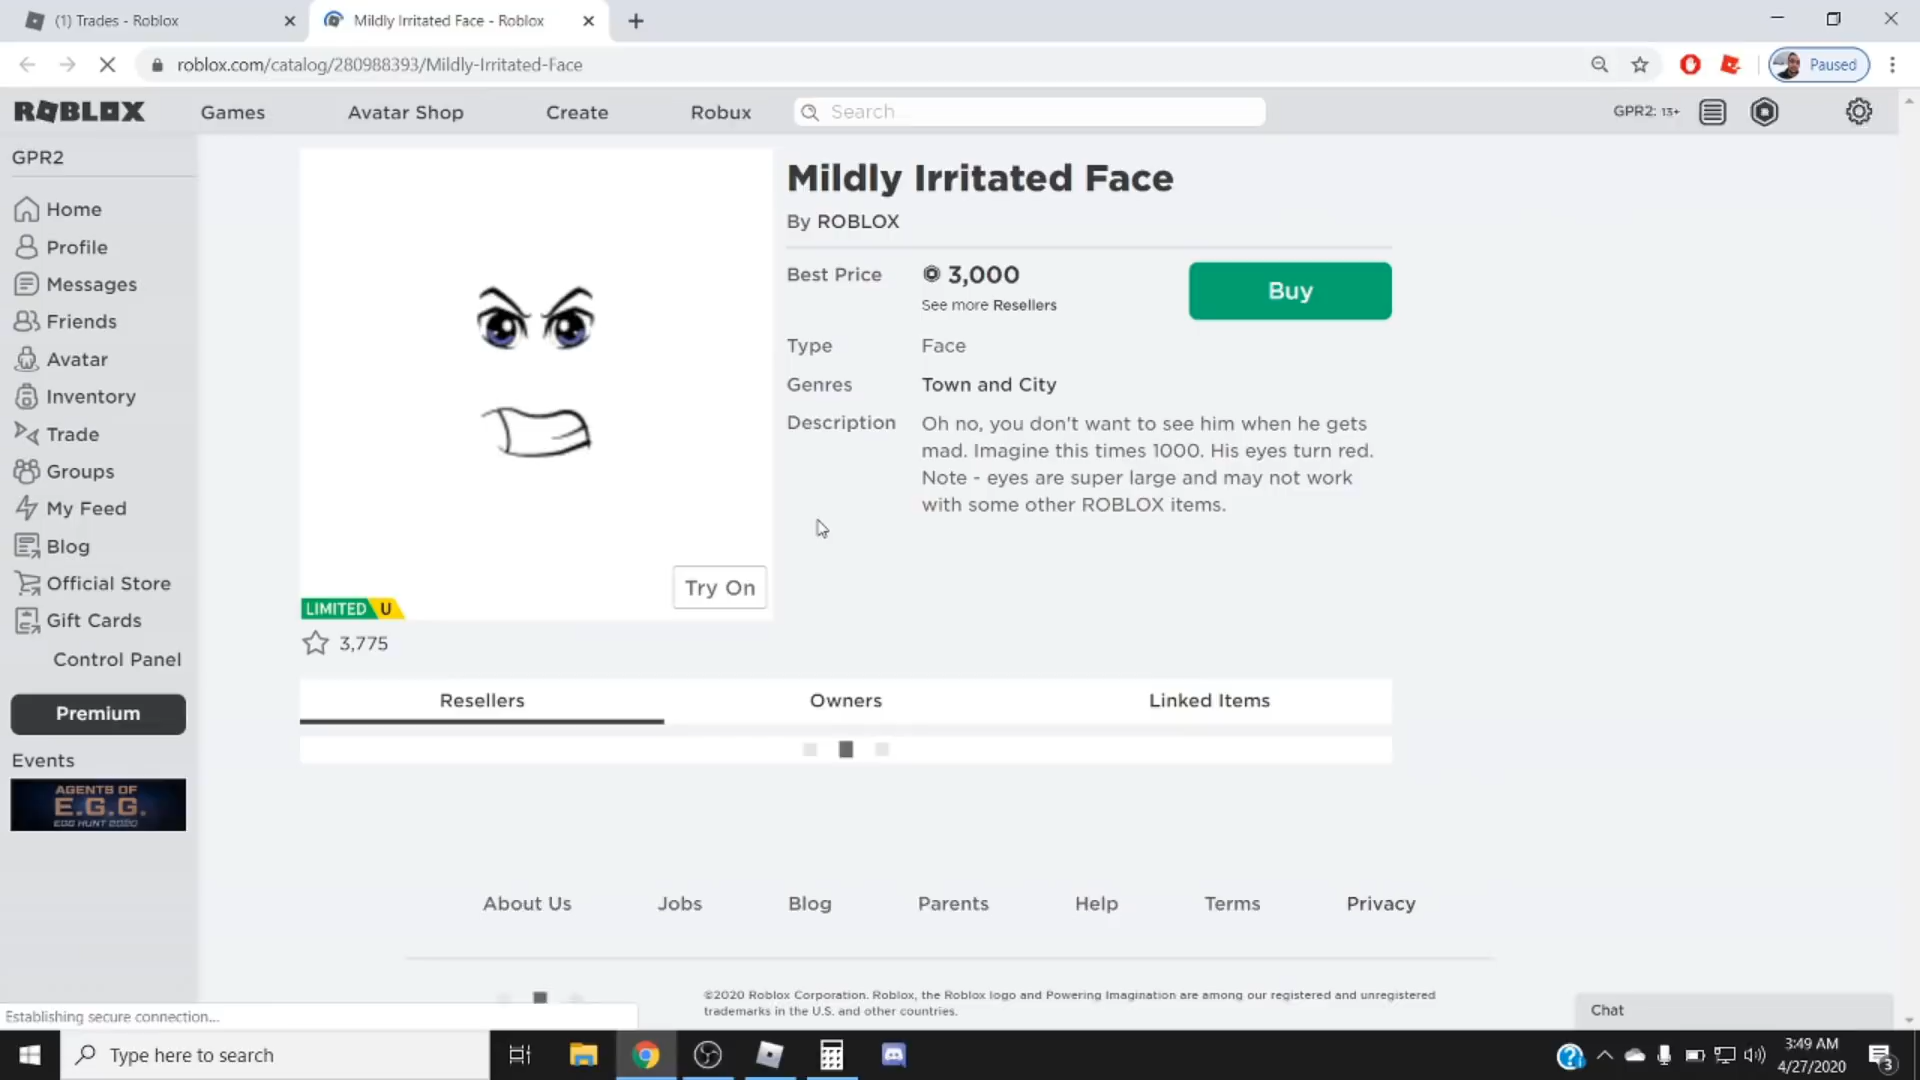 (1) Trades - Roblox
Mildly Irritated Face - Roblox
roblox.com/catalog/280988393/Mildly-Irritated-Face
Paused
ROBLOX
Games
Avatar Shop
Create
Robux
Search
GPR2: 13+
GPR2
Home
Profile
Messages
Friends
Avatar
Inventory
Trade
Groups
My Feed
Blog
Official Store
Gift Cards
Control Panel
Premium
Events
AGENTS OF
E.G.G.
EGG HUNT 2020
LIMITED U
Try On
3,775
Mildly Irritated Face
By ROBLOX
Best Price
3,000
See more Resellers
Buy
Type
Face
Genres
Town and City
Description
Oh no, you don't want to see him when he gets
mad. Imagine this times 1000. His eyes turn red.
Note - eyes are super large and may not work
with some other ROBLOX items.
Resellers
Owners
Linked Items
About Us
Jobs
Blog
Parents
Help
Terms
Privacy
©2020 Roblox Corporation. Roblox, the Roblox logo and Powering Imagination are among our registered and unregistered
trademarks in the U.S. and other countries.
Chat
Establishing secure connection...
Type here to search
3:49 AM
4/27/2020
3